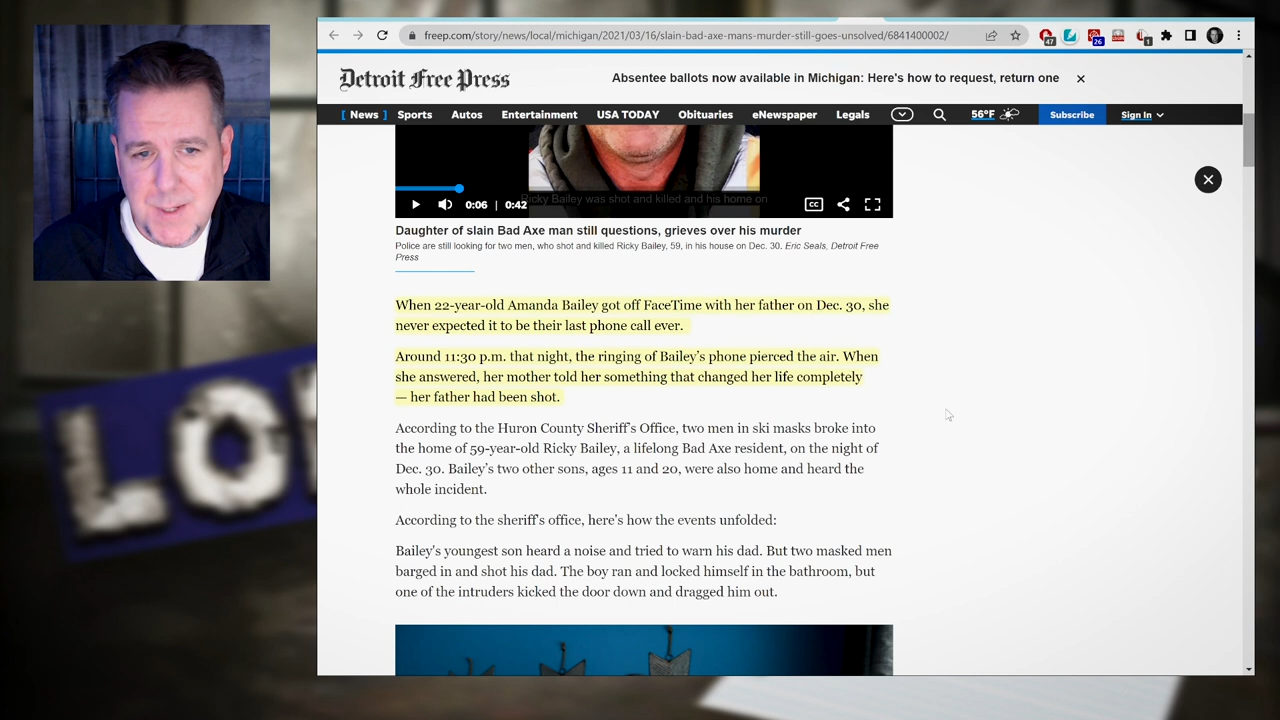 freep.com/story/news/local/michigan/2021/03/16/slain-bad-axe-mans-murder-still-goes-unsolved/6841400002/
47
26
1
Detroit Free Press
Absentee ballots now available in Michigan: Here's how to request, return one
[ News ] Sports Autos Entertainment USA TODAY Obituaries eNewspaper Legals 56°F Subscribe Sign In
Ricky Bailey was shot and killed and his home on
0:06 | 0:42
CC
Daughter of slain Bad Axe man still questions, grieves over his murder
Police are still looking for two men, who shot and killed Ricky Bailey, 59, in his house on Dec. 30. Eric Seals, Detroit Free
Press
When 22-year-old Amanda Bailey got off FaceTime with her father on Dec. 30, she
never expected it to be their last phone call ever.
Around 11:30 p.m. that night, the ringing of Bailey's phone pierced the air. When
she answered, her mother told her something that changed her life completely
— her father had been shot.
According to the Huron County Sheriff's Office, two men in ski masks broke into
the home of 59-year-old Ricky Bailey, a lifelong Bad Axe resident, on the night of
Dec. 30. Bailey's two other sons, ages 11 and 20, were also home and heard the
whole incident.
According to the sheriff's office, here's how the events unfolded:
Bailey's youngest son heard a noise and tried to warn his dad. But two masked men
barged in and shot his dad. The boy ran and locked himself in the bathroom, but
one of the intruders kicked the door down and dragged him out.